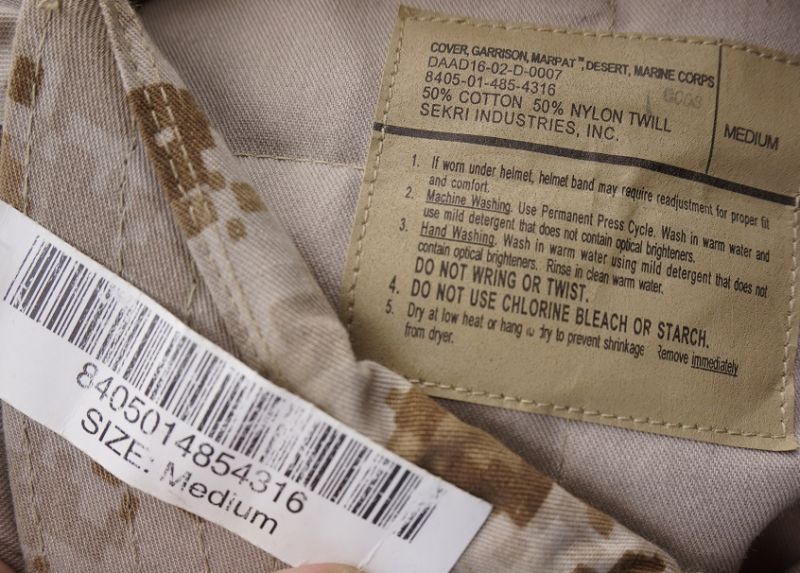 COVER, GARRISON, MARPAT™, DESERT, MARINE CORPS
DAAD16-02-D-0007
8405-01-485-4316
50% COTTON 50% NYLON TWILL
SEKRI INDUSTRIES, INC.
MEDIUM
1. If worn under helmet, helmet band may require readjustment for proper fit
and comfort.
2. Machine Washing. Use Permanent Press Cycle. Wash in warm water and
use mild detergent that does not contain optical brighteners.
3. Hand Washing. Wash in warm water using mild detergent that does not
contain optical brighteners. Rinse in clean warm water.
DO NOT WRING OR TWIST.
4. DO NOT USE CHLORINE BLEACH OR STARCH.
5. Dry at low heat or hang to dry to prevent shrinkage Remove immediately
from dryer.
8405014854316
SIZE: Medium